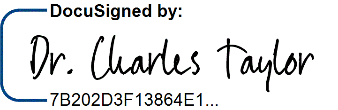 DocuSigned by:
Dr. Charles Taylor
7B202D3F13864E1...